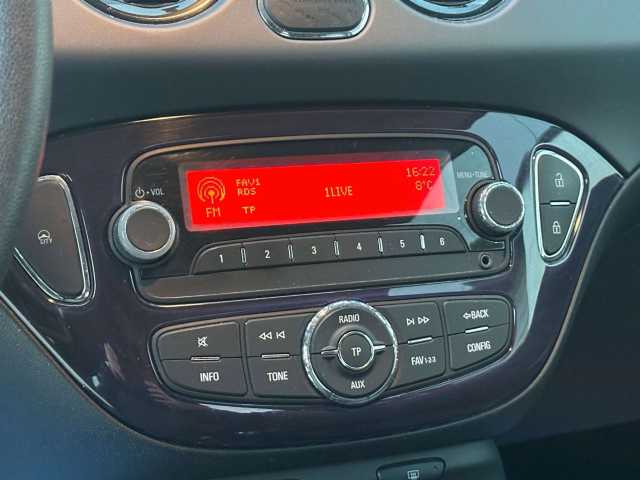 VOL
MENU-TUNE
FAV1
RDS
16:22
1LIVE
8°C
FM
TP
CITY
1 2 3 4 5 6
RADIO
BACK
INFO
TONE
TP
FAV1-2-3
CONFIG
AUX